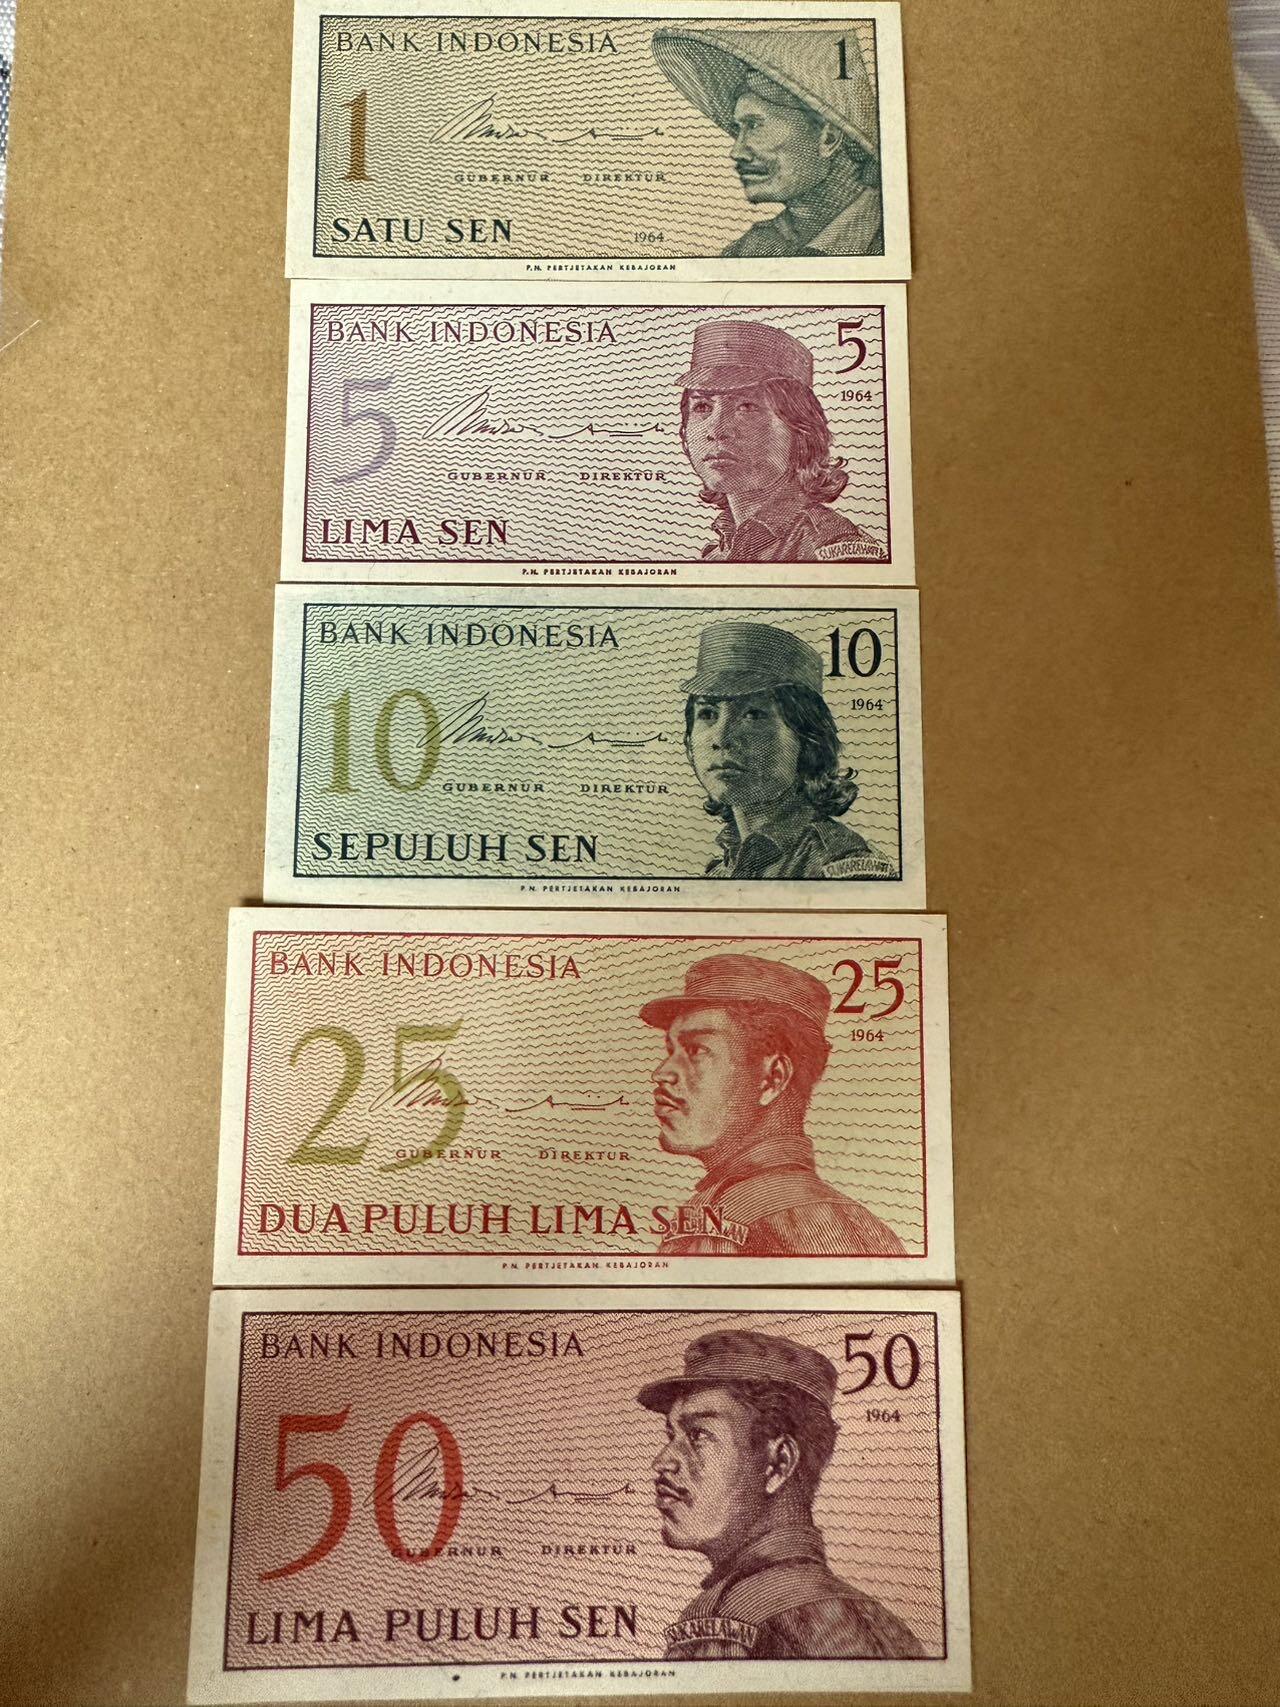 BANK INDONESIA
1
1
GUBERNUR DIREKTUR
SATU SEN
1964
P.N. PERTJETAKAN KEBAJORAN
BANK INDONESIA
5
1964
5
GUBERNUR DIREKTUR
LIMA SEN
SUKARELAWATI
P.N. PERTJETAKAN KEBAJORAN
BANK INDONESIA
10
1964
10
GUBERNUR DIREKTUR
SEPULUH SEN
SUKARELAWATI
P.N. PERTJETAKAN KEBAJORAN
BANK INDONESIA
25
1964
25
GUBERNUR DIREKTUR
DUA PULUH LIMA SEN
P.N. PERTJETAKAN KEBAJORAN
BANK INDONESIA
50
1964
50
GUBERNUR DIREKTUR
LIMA PULUH SEN
SUKARELAWAN
P.N. PERTJETAKAN KEBAJORAN